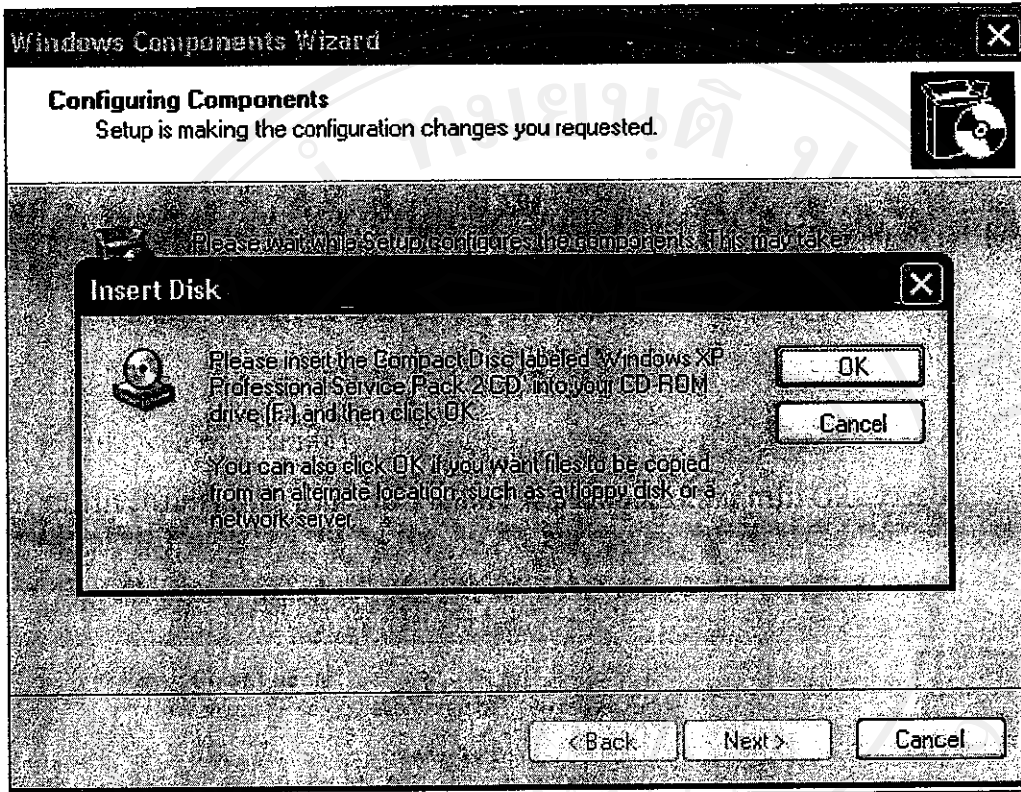 Windows Components Wizard
Configuring Components
Setup is making the configuration changes you requested.
Please wait while Setup configures the components. This may take
Insert Disk
Please insert the Compact Disc labeled 'Windows XP
Professional Service Pack 2 CD' into your CD-ROM
drive (F:) and then click OK.
You can also click OK if you want files to be copied
from an alternate location, such as a floppy disk or a
network server.
OK
Cancel
< Back
Next >
Cancel